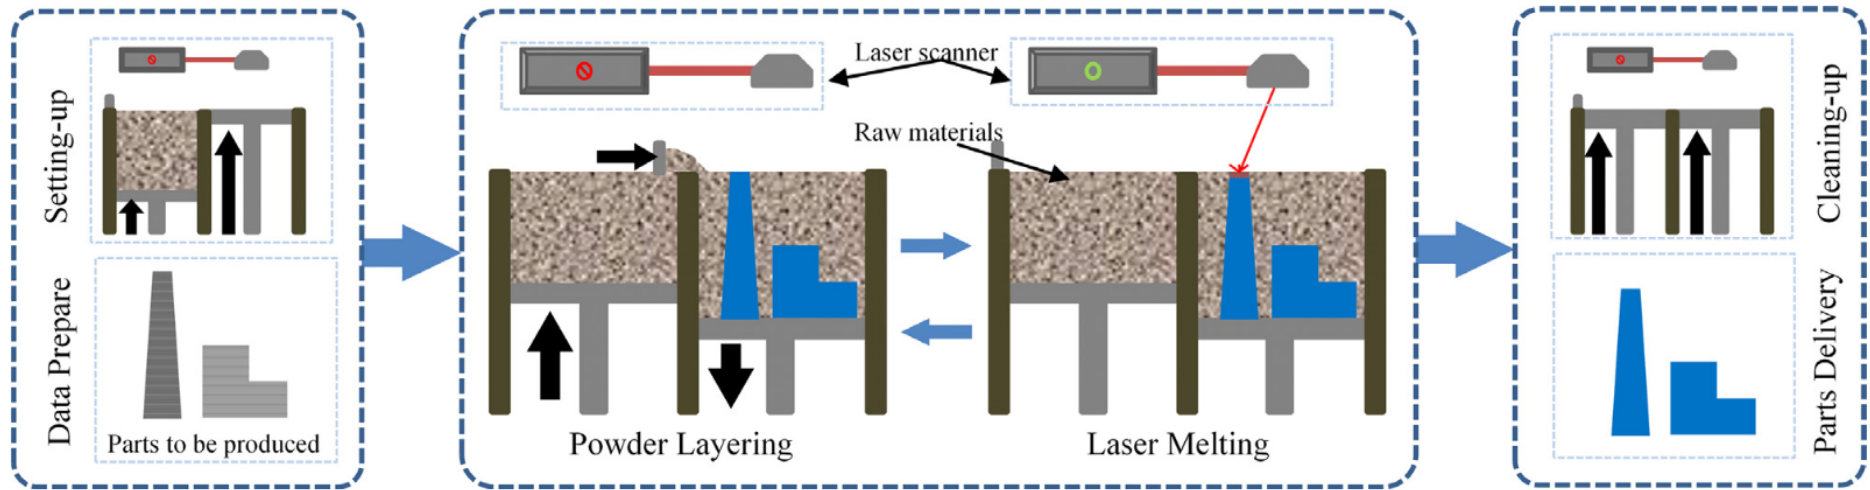 Setting-up
Data Prepare
Parts to be produced
Laser scanner
Raw materials
Powder Layering
Laser Melting
Cleaning-up
Parts Delivery